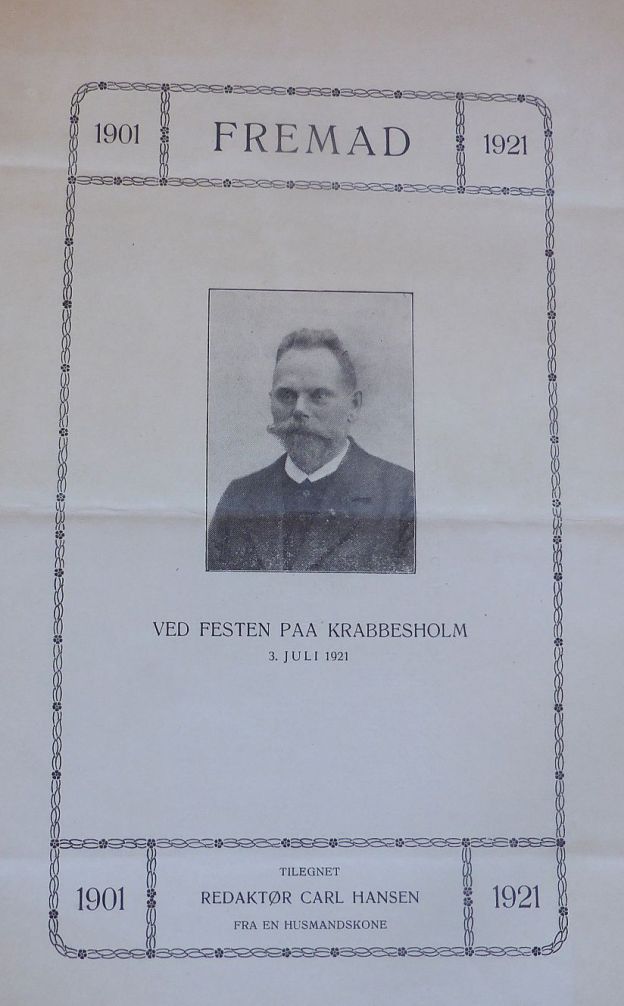 1901 FREMAD 1921
VED FESTEN PAA KRABBESHOLM
3. JULI 1921
TILEGNET
1901 REDAKTØR CARL HANSEN 1921
FRA EN HUSMANDSKONE